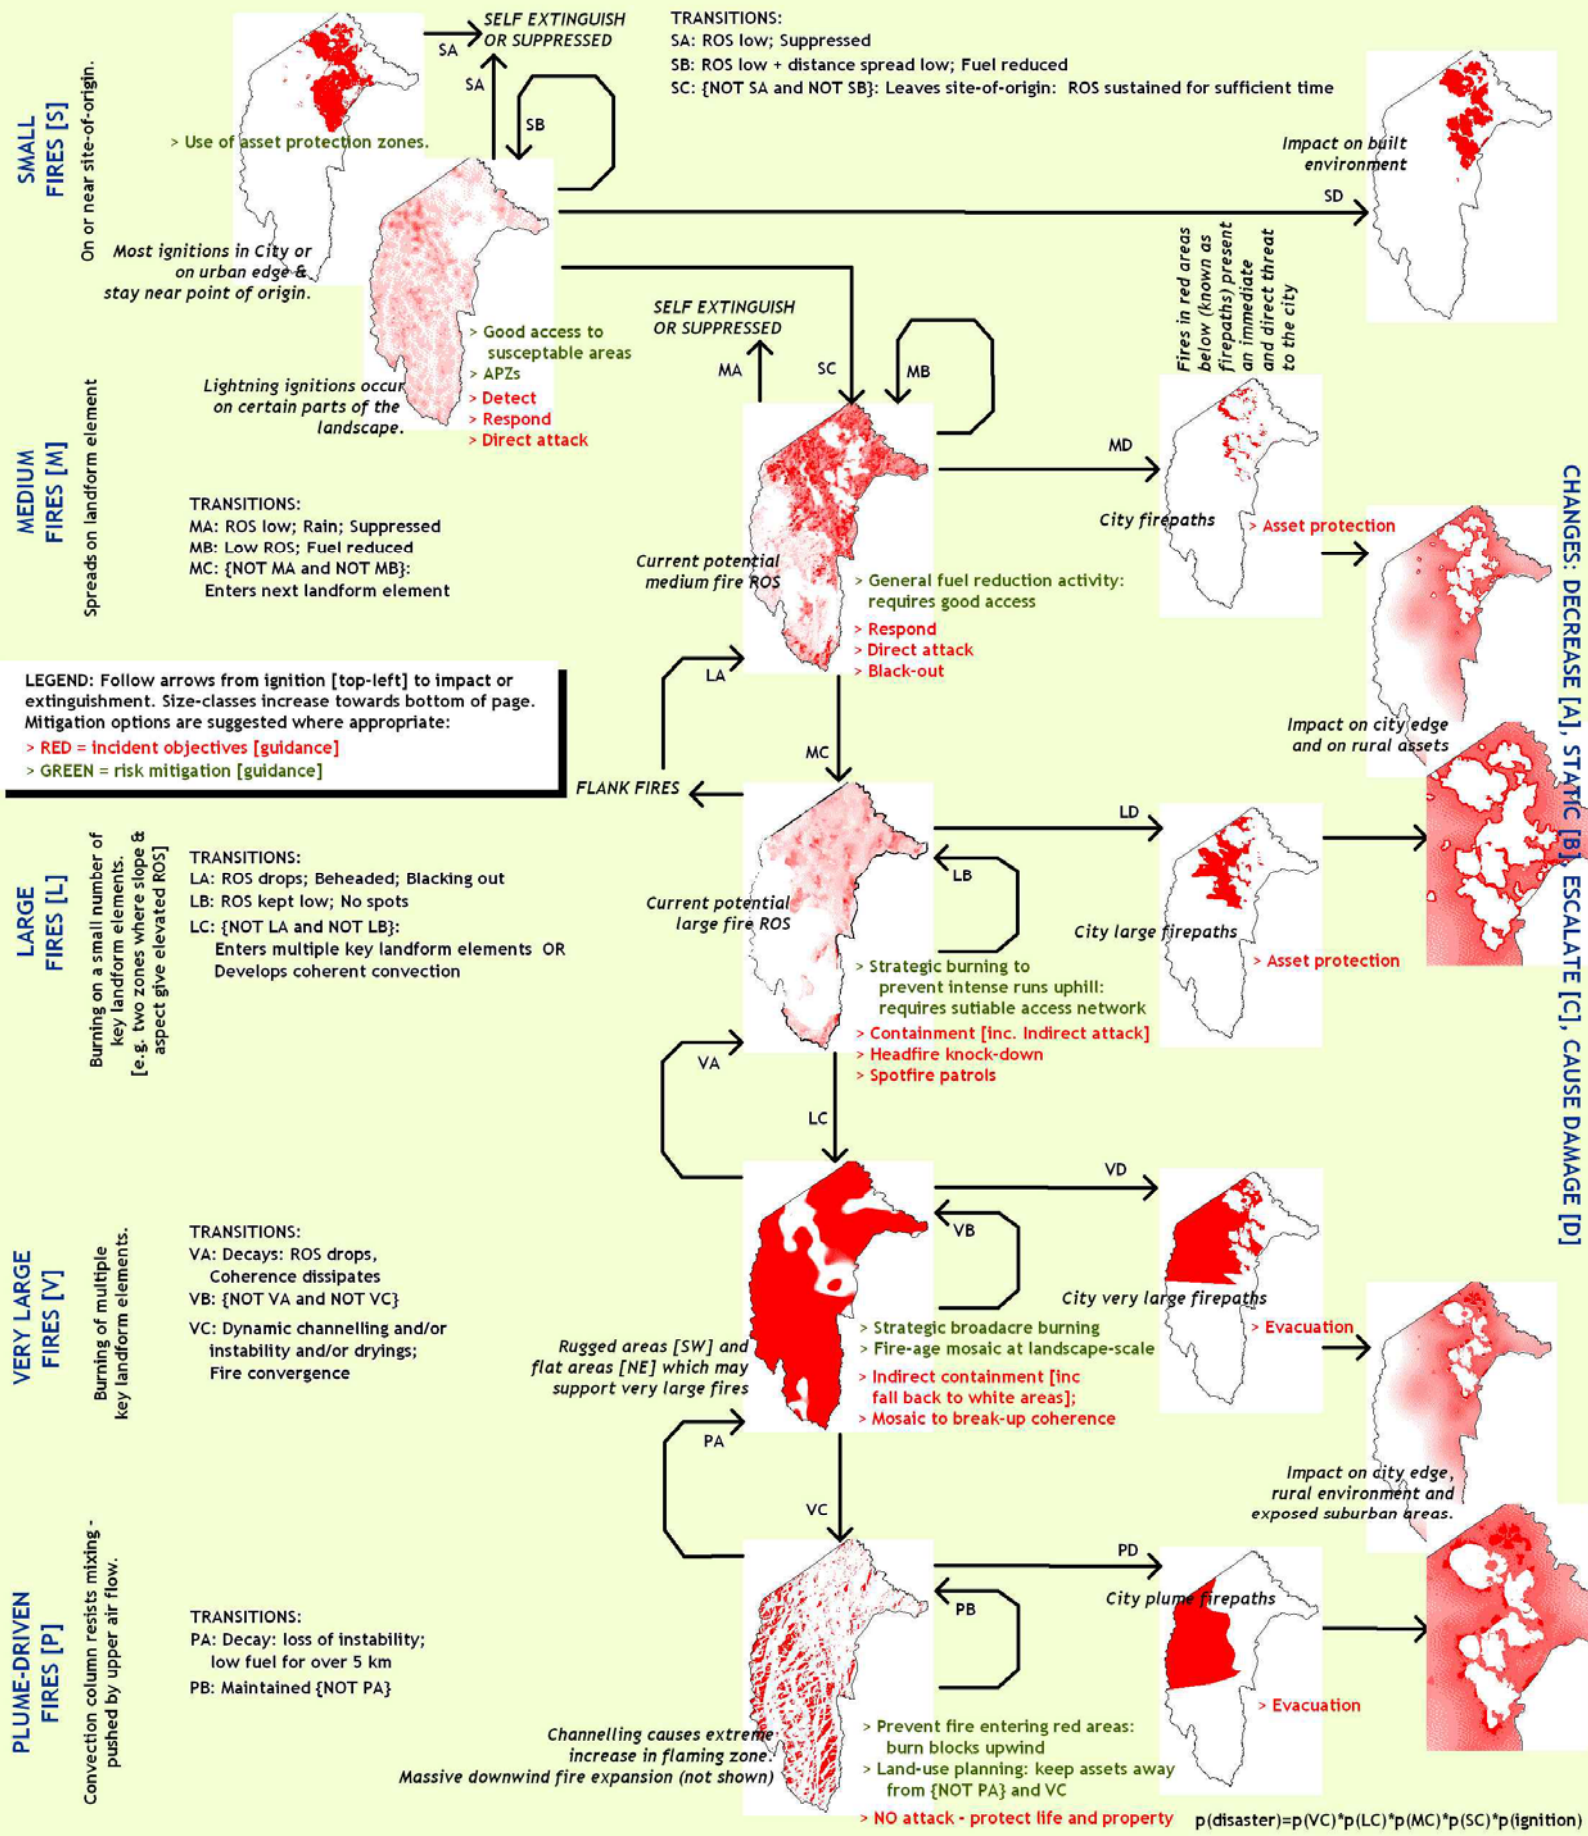 SELF EXTINGUISH
OR SUPPRESSED
SA
SA
SB
TRANSITIONS:
SA: ROS low; Suppressed
SB: ROS low + distance spread low; Fuel reduced
SC: {NOT SA and NOT SB}: Leaves site-of-origin: ROS sustained for sufficient time
SMALL
FIRES [S]
On or near site-of-origin.
> Use of asset protection zones.
Most ignitions in City or
on urban edge &
stay near point of origin.
Impact on built
environment
SD
Fires in red areas
below (known as
firepaths) present
an immediate
and direct threat
to the city
Lightning ignitions occur
on certain parts of the
landscape.
> Good access to
susceptable areas
> APZs
> Detect
> Respond
> Direct attack
SELF EXTINGUISH
OR SUPPRESSED
MA
SC
MB
MEDIUM
FIRES [M]
Spreads on landform element
TRANSITIONS:
MA: ROS low; Rain; Suppressed
MB: Low ROS; Fuel reduced
MC: {NOT MA and NOT MB}:
Enters next landform element
Current potential
medium fire ROS
> General fuel reduction activity:
requires good access
> Respond
> Direct attack
> Black-out
MD
City firepaths
> Asset protection
Impact on city edge
and on rural assets
CHANGES: DECREASE [A], STATIC [B], ESCALATE [C], CAUSE DAMAGE [D]
LEGEND: Follow arrows from ignition [top-left] to impact or
extinguishment. Size-classes increase towards bottom of page.
Mitigation options are suggested where appropriate:
> RED = incident objectives [guidance]
> GREEN = risk mitigation [guidance]
LA
MC
FLANK FIRES
LARGE
FIRES [L]
Burning on a small number of
key landform elements.
[e.g. two zones where slope &
aspect give elevated ROS]
TRANSITIONS:
LA: ROS drops; Beheaded; Blacking out
LB: ROS kept low; No spots
LC: {NOT LA and NOT LB}:
Enters multiple key landform elements OR
Develops coherent convection
Current potential
large fire ROS
LD
LB
City large firepaths
> Asset protection
> Strategic burning to
prevent intense runs uphill:
requires sutiable access network
> Containment [inc. Indirect attack]
> Headfire knock-down
> Spotfire patrols
VA
LC
VERY LARGE
FIRES [V]
Burning of multiple
key landform elements.
TRANSITIONS:
VA: Decays: ROS drops,
Coherence dissipates
VB: {NOT VA and NOT VC}
VC: Dynamic channelling and/or
instability and/or dryings;
Fire convergence
Rugged areas [SW] and
flat areas [NE] which may
support very large fires
VD
VB
City very large firepaths
> Evacuation
> Strategic broadacre burning
> Fire-age mosaic at landscape-scale
> Indirect containment [inc
fall back to white areas];
> Mosaic to break-up coherence
Impact on city edge,
rural environment and
exposed suburban areas.
PA
VC
PLUME-DRIVEN
FIRES [P]
Convection column resists mixing -
pushed by upper air flow.
TRANSITIONS:
PA: Decay: loss of instability;
low fuel for over 5 km
PB: Maintained {NOT PA}
PD
PB
City plume firepaths
> Evacuation
Channelling causes extreme
increase in flaming zone.
Massive downwind fire expansion (not shown)
> Prevent fire entering red areas:
burn blocks upwind
> Land-use planning: keep assets away
from {NOT PA} and VC
> NO attack - protect life and property
p(disaster)=p(VC)*p(LC)*p(MC)*p(SC)*p(ignition)